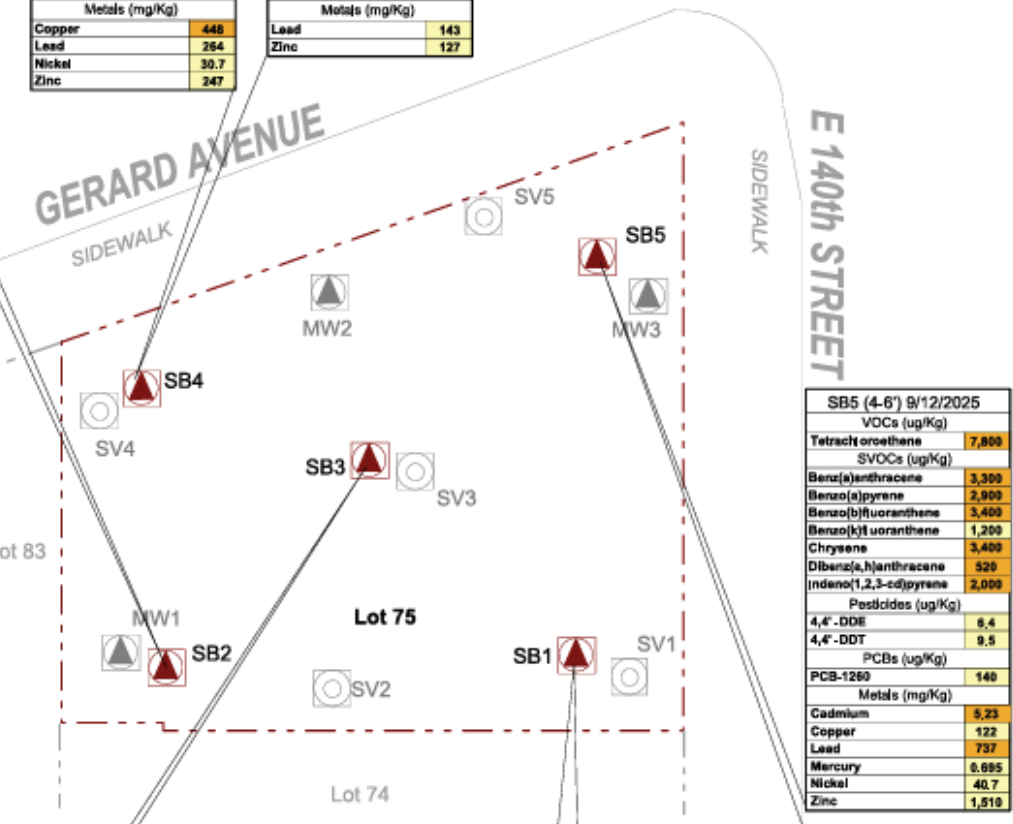 Metals (mg/Kg)
Copper 448
Lead 264
Nickel 30.7
Zinc 247
Metals (mg/Kg)
Lead 143
Zinc 127
GERARD AVENUE
SIDEWALK
E 140th STREET
SIDEWALK
SV5
SB5
MW2
MW3
SB4
SV4
SB3
SV3
ot 83
MW1
SB2
Lot 75
SV2
SB1
SV1
Lot 74
SB5 (4-6') 9/12/2025
VOCs (ug/Kg)
Tetrachloroethene 7,800
SVOCs (ug/Kg)
Benz(a)anthracene 3,300
Benzo(a)pyrene 2,900
Benzo(b)fluoranthene 3,400
Benzo(k)fluoranthene 1,200
Chrysene 3,400
Dibenz(a,h)anthracene 520
Indeno(1,2,3-cd)pyrene 2,000
Pesticides (ug/Kg)
4,4'-DDE 6.4
4,4'-DDT 9.5
PCBs (ug/Kg)
PCB-1260 140
Metals (mg/Kg)
Cadmium 5.23
Copper 122
Lead 737
Mercury 0.695
Nickel 40.7
Zinc 1,510